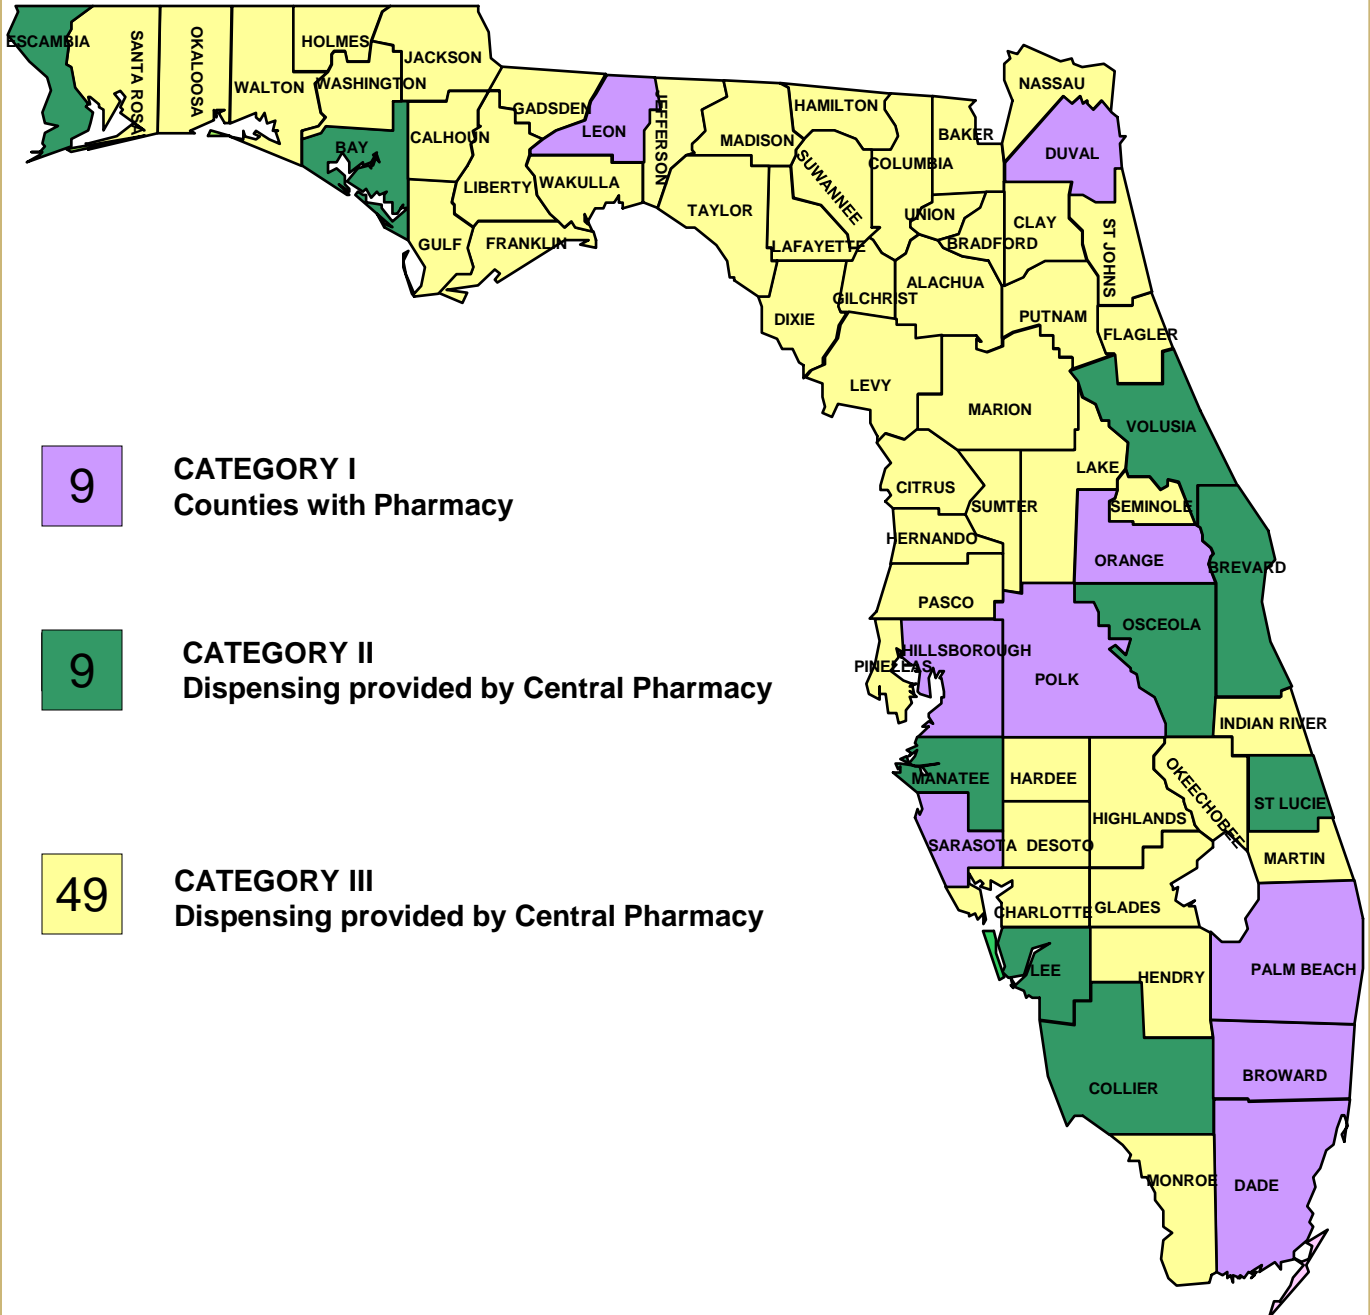 ESCAMBIA
SANTA ROSA
OKALOOSA
WALTON
HOLMES
WASHINGTON
JACKSON
BAY
CALHOUN
GULF
GADSDEN
LIBERTY
FRANKLIN
LEON
WAKULLA
JEFFERSON
MADISON
TAYLOR
HAMILTON
SUWANNEE
LAFAYETTE
DIXIE
COLUMBIA
GILCHRIST
BAKER
UNION
BRADFORD
ALACHUA
NASSAU
DUVAL
CLAY
ST JOHNS
PUTNAM
FLAGLER
LEVY
MARION
VOLUSIA
CITRUS
SUMTER
LAKE
SEMINOLE
HERNANDO
ORANGE
BREVARD
PASCO
OSCEOLA
PINELLAS
HILLSBOROUGH
POLK
INDIAN RIVER
MANATEE
HARDEE
HIGHLANDS
OKEECHOBEE
ST LUCIE
SARASOTA
DESOTO
MARTIN
CHARLOTTE
GLADES
LEE
HENDRY
PALM BEACH
COLLIER
BROWARD
MONROE
DADE
9
CATEGORY I
Counties with Pharmacy
9
CATEGORY II
Dispensing provided by Central Pharmacy
49
CATEGORY III
Dispensing provided by Central Pharmacy